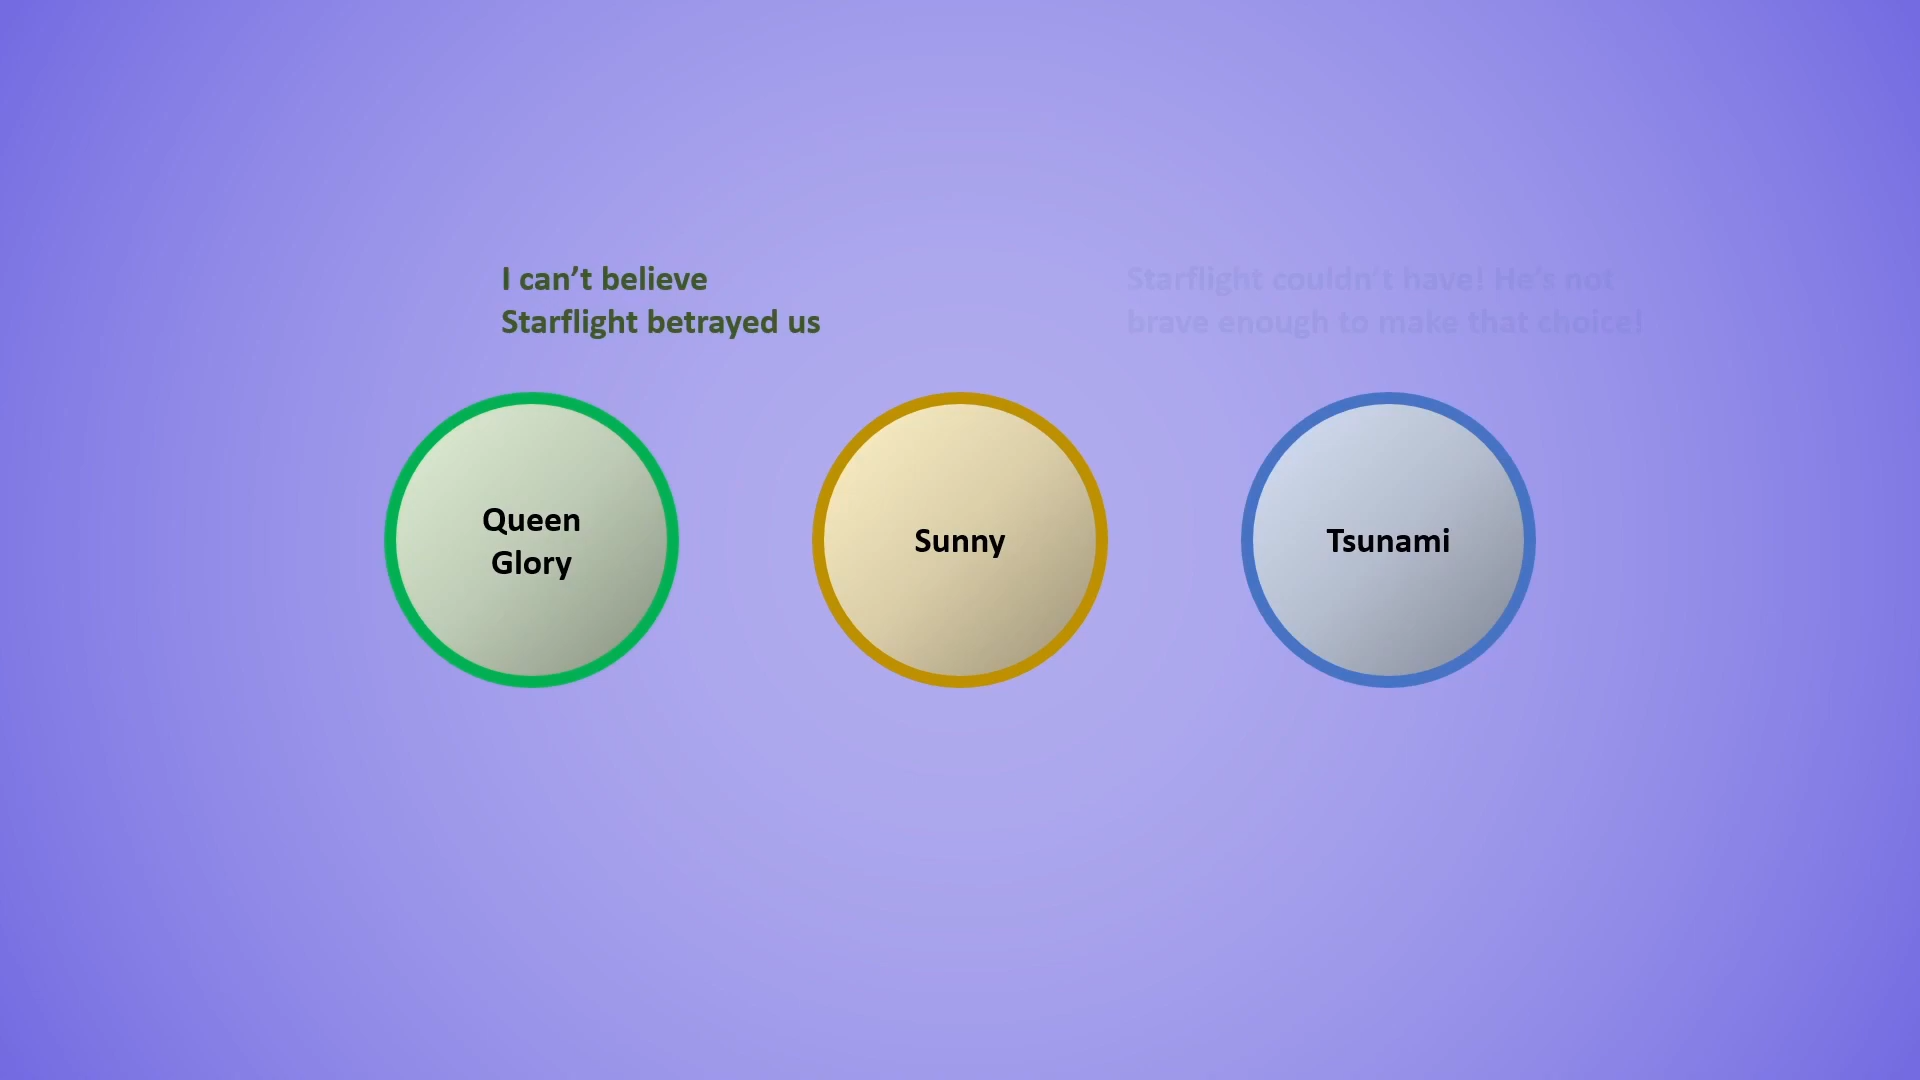 I can’t believe
Starflight betrayed us
Starflight couldn’t have! He’s not
brave enough to make that choice!
Queen
Glory
Sunny
Tsunami